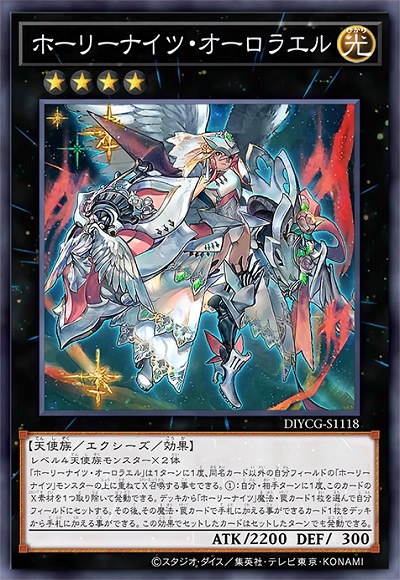 ホーリーナイツ・オーロラエル
光
DIYCG-S1118
【天使族／エクシーズ／効果】
レベル4天使族モンスター×2体
「ホーリーナイツ・オーロラエル」は1ターンに1度、同名カード以外の自分フィールドの「ホーリー
ナイツ」モンスターの上に重ねてX召喚する事もできる。①：自分・相手ターンに1度、このカードの
X素材を1つ取り除いて発動できる。デッキから「ホーリーナイツ」魔法・罠カード1枚を選んで自分フ
ィールドにセットする。その後、その魔法・罠カードで手札に加える事ができるカード1枚をデッキ
から手札に加える事ができる。この効果でセットしたカードはセットしたターンでも発動できる。
ATK/2200 DEF/ 300
©スタジオ・ダイス／集英社・テレビ東京・KONAMI